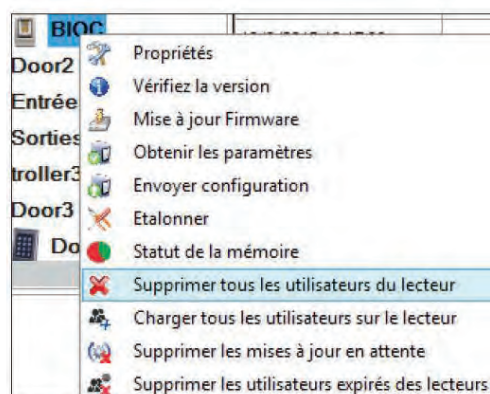 BIOC
Propriétés
Door2
Vérifiez la version
Entrée
Mise à jour Firmware
Sorties
Obtenir les paramètres
troller3
Envoyer configuration
Door3
Etalonner
Do
Statut de la mémoire
Supprimer tous les utilisateurs du lecteur
Charger tous les utilisateurs sur le lecteur
Supprimer les mises à jour en attente
Supprimer les utilisateurs expirés des lecteurs